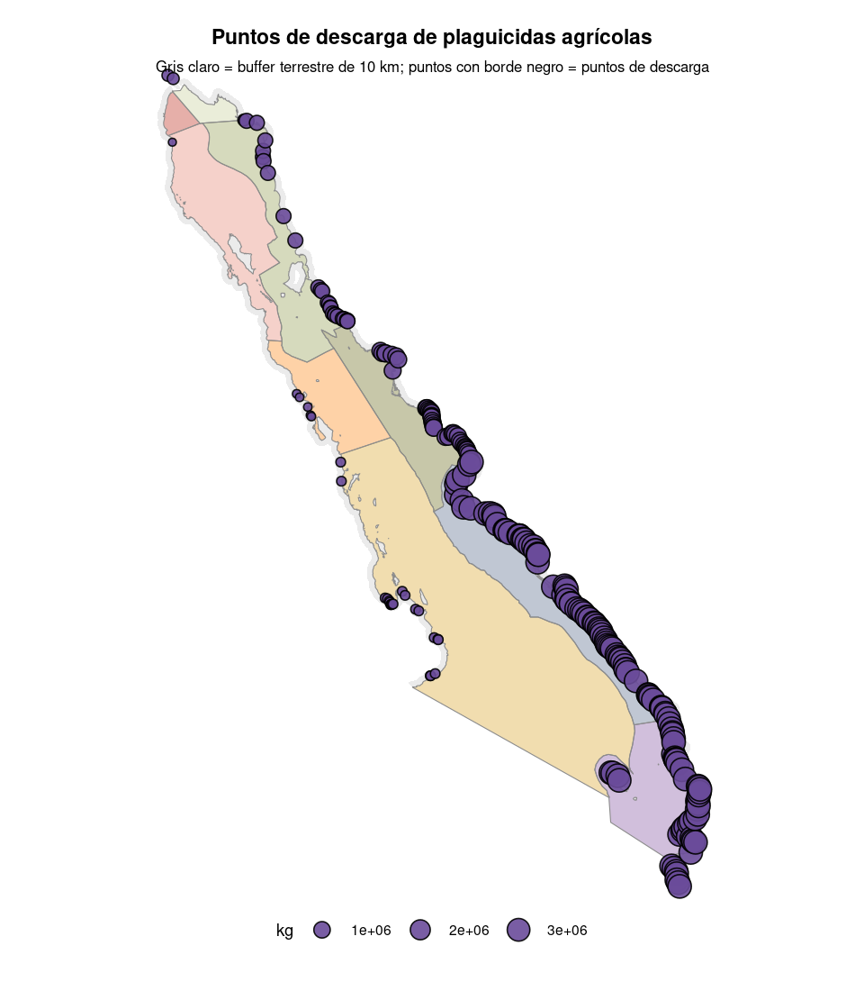 Puntos de descarga de plaguicidas agrícolas
Gris claro = buffer terrestre de 10 km; puntos con borde negro = puntos de descarga
kg 1e+06 2e+06 3e+06